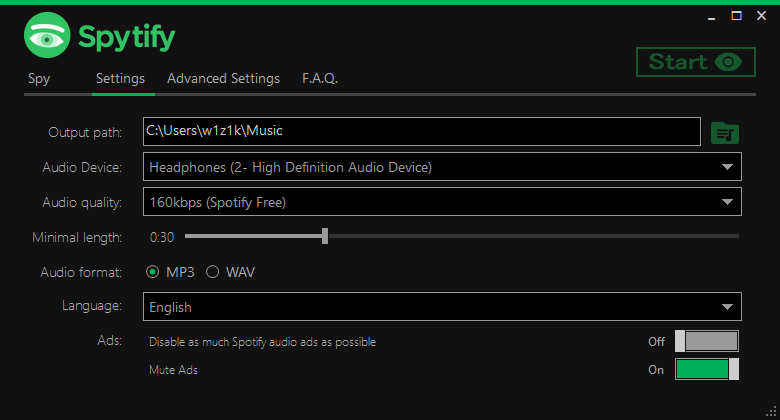 Spytify
Start
Spy Settings Advanced Settings F.A.Q.
Output path: C:\Users\w1z1k\Music
Audio Device: Headphones (2- High Definition Audio Device)
Audio quality: 160kbps (Spotify Free)
Minimal length: 0:30
Audio format: MP3 WAV
Language: English
Ads: Disable as much Spotify audio ads as possible Off
Mute Ads On